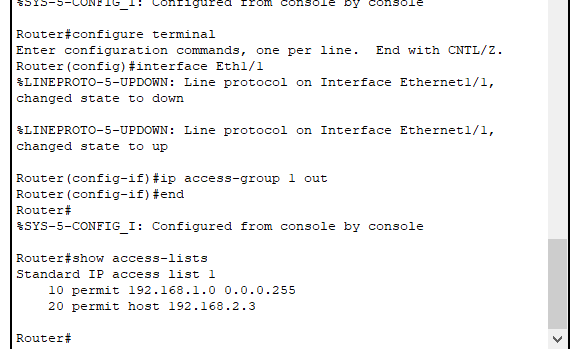 %SYS-5-CONFIG_I: Configured from console by console
Router#configure terminal
Enter configuration commands, one per line.  End with CNTL/Z.
Router(config)#interface Eth1/1
%LINEPROTO-5-UPDOWN: Line protocol on Interface Ethernet1/1,
changed state to down
%LINEPROTO-5-UPDOWN: Line protocol on Interface Ethernet1/1,
changed state to up
Router(config-if)#ip access-group 1 out
Router(config-if)#end
Router#
%SYS-5-CONFIG_I: Configured from console by console
Router#show access-lists
Standard IP access list 1
    10 permit 192.168.1.0 0.0.0.255
    20 permit host 192.168.2.3
Router#